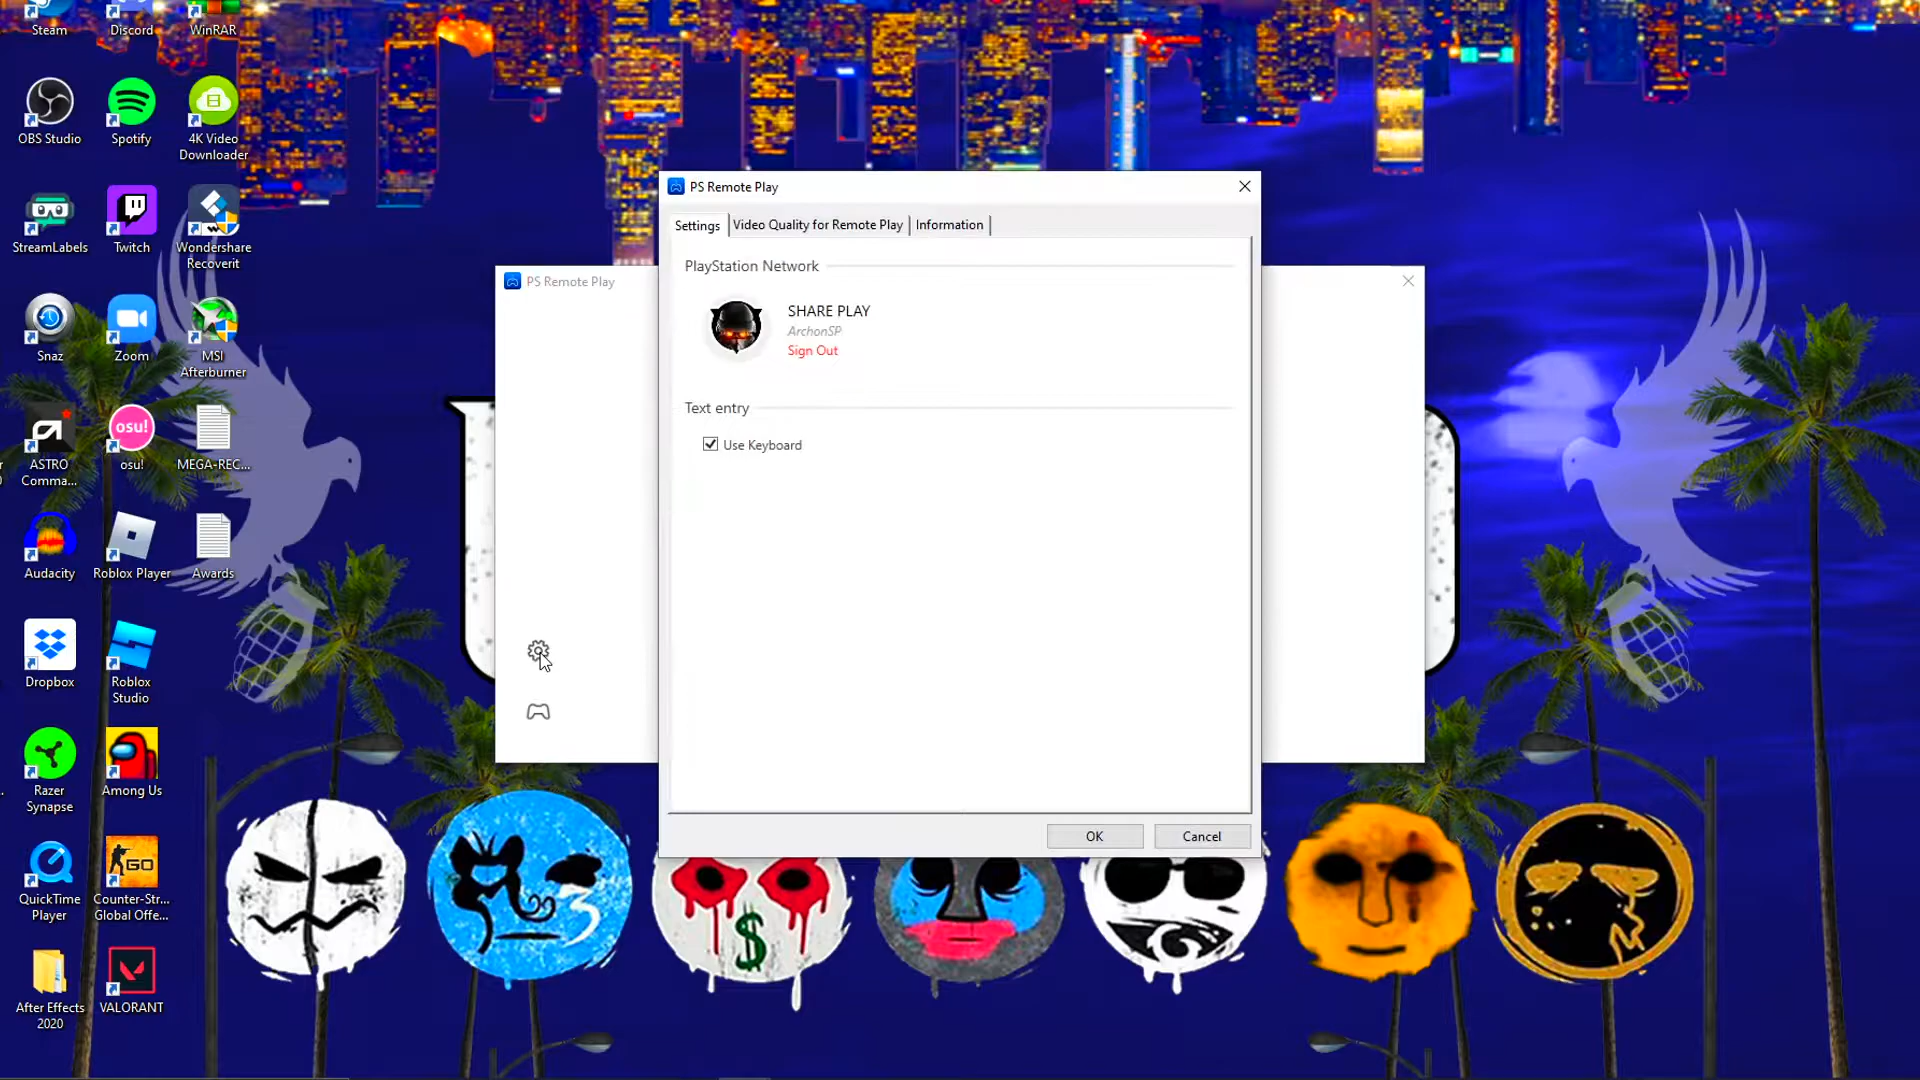 Steam
Discord
WinRAR
OBS Studio
Spotify
4K Video
Downloader
StreamLabels
Twitch
Wondershare
Recoverit
Snaz
Zoom
MSI
Afterburner
ASTRO
Comma...
osu!
osu!
MEGA-REC...
Audacity
Roblox Player
Awards
Dropbox
Roblox
Studio
Razer
Synapse
Among Us
QuickTime
Player
GO
Counter-Str...
Global Offe...
After Effects
2020
VALORANT
PS Remote Play
PS Remote Play
Settings
Video Quality for Remote Play
Information
PlayStation Network
SHARE PLAY
ArchonSP
Sign Out
Text entry
Use Keyboard
OK
Cancel
$